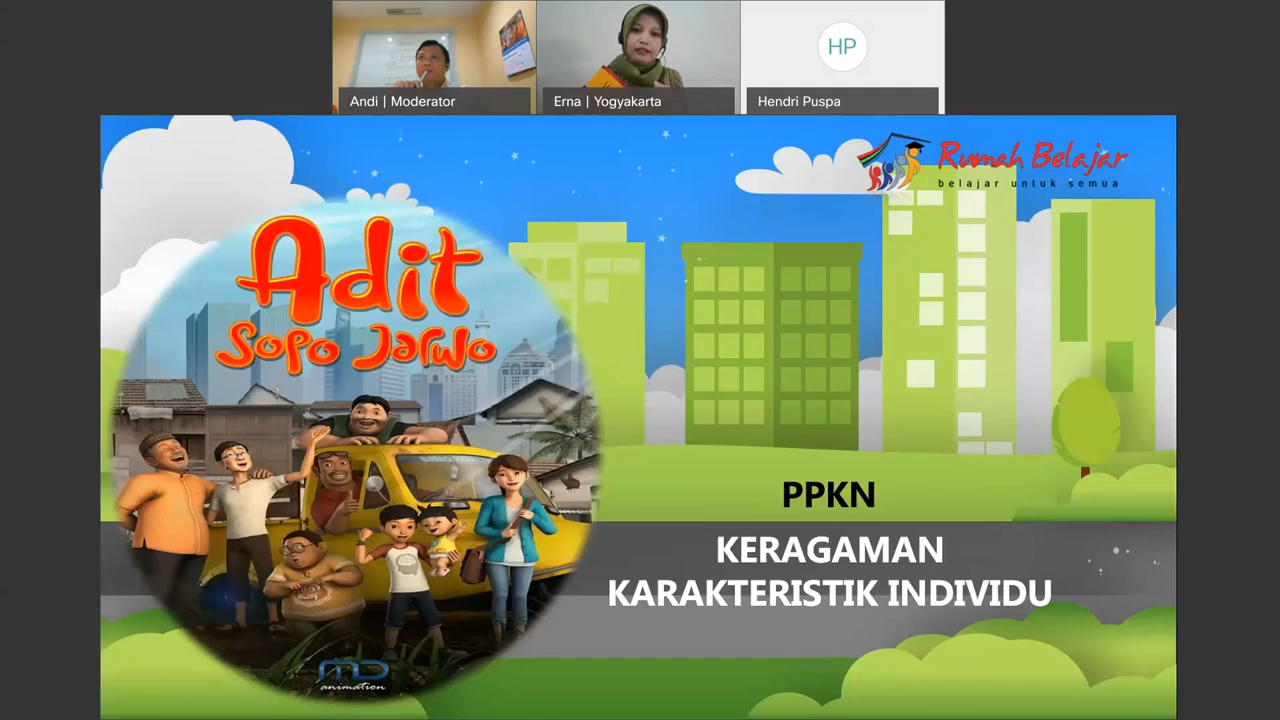 Andi | Moderator
Erna | Yogyakarta
HP
Hendri Puspa
Rumah Belajar
belajar untuk semua
Adit
Sopo Jarwo
PPKN
KERAGAMAN
KARAKTERISTIK INDIVIDU
MD
animation